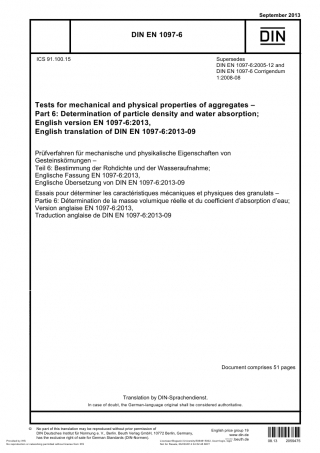 September 2013
DIN EN 1097-6
DIN
ICS 91.100.15
Supersedes
DIN EN 1097-6:2005-12 and
DIN EN 1097-6 Corrigendum
1:2008-08
Tests for mechanical and physical properties of aggregates –
Part 6: Determination of particle density and water absorption;
English version EN 1097-6:2013,
English translation of DIN EN 1097-6:2013-09
Prüfverfahren für mechanische und physikalische Eigenschaften von
Gesteinskörnungen –
Teil 6: Bestimmung der Rohdichte und der Wasseraufnahme;
Englische Fassung EN 1097-6:2013,
Englische Übersetzung von DIN EN 1097-6:2013-09
Essais pour déterminer les caractéristiques mécaniques et physiques des granulats –
Partie 6: Détermination de la masse volumique réelle et du coefficient d'absorption d'eau;
Version anglaise EN 1097-6:2013,
Traduction anglaise de DIN EN 1097-6:2013-09
Document comprises 51 pages
Translation by DIN-Sprachendienst.
In case of doubt, the German-language original shall be considered authoritative.
© No part of this translation may be reproduced without prior permission of
DIN Deutsches Institut für Normung e. V., Berlin. Beuth Verlag GmbH, 10772 Berlin, Germany,
has the exclusive right of sale for German Standards (DIN-Normen).
English price group 19
www.din.de
www.beuth.de